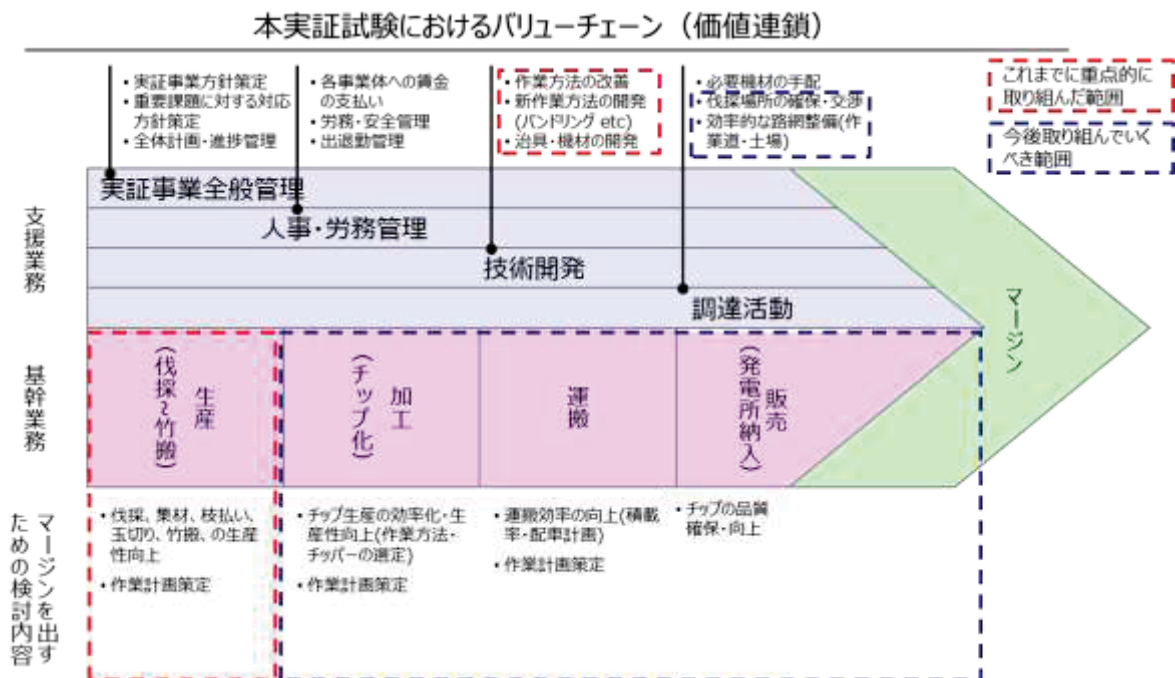 本実証試験におけるバリューチェーン（価値連鎖）
• 実証事業方針策定
• 重要課題に対する対応
方針策定
• 全体計画・進捗管理
• 各事業体への賃金
の支払い
• 労務・安全管理
• 出退勤管理
• 作業方法の改善
• 新作業方法の開発
(バンドリング etc)
• 治具・機材の開発
• 必要機材の手配
• 伐採場所の確保・交渉
• 効率的な路網整備(作
業道・土場)
これまでに重点的に
取り組んだ範囲
今後取り組んでいく
べき範囲
支援業務
実証事業全般管理
人事・労務管理
技術開発
調達活動
マージン
基幹業務
生産
(伐採~竹搬)
加工
(チップ化)
運搬
販売
(発電所納入)
マージンを出す
ための検討内容
• 伐採、集材、枝払い、
玉切り、竹搬、の生産
性向上
• 作業計画策定
• チップ生産の効率化・生
産性向上(作業方法・
チッパーの選定)
• 作業計画策定
• 運搬効率の向上(積載
率・配車計画)
• 作業計画策定
• チップの品質
確保・向上